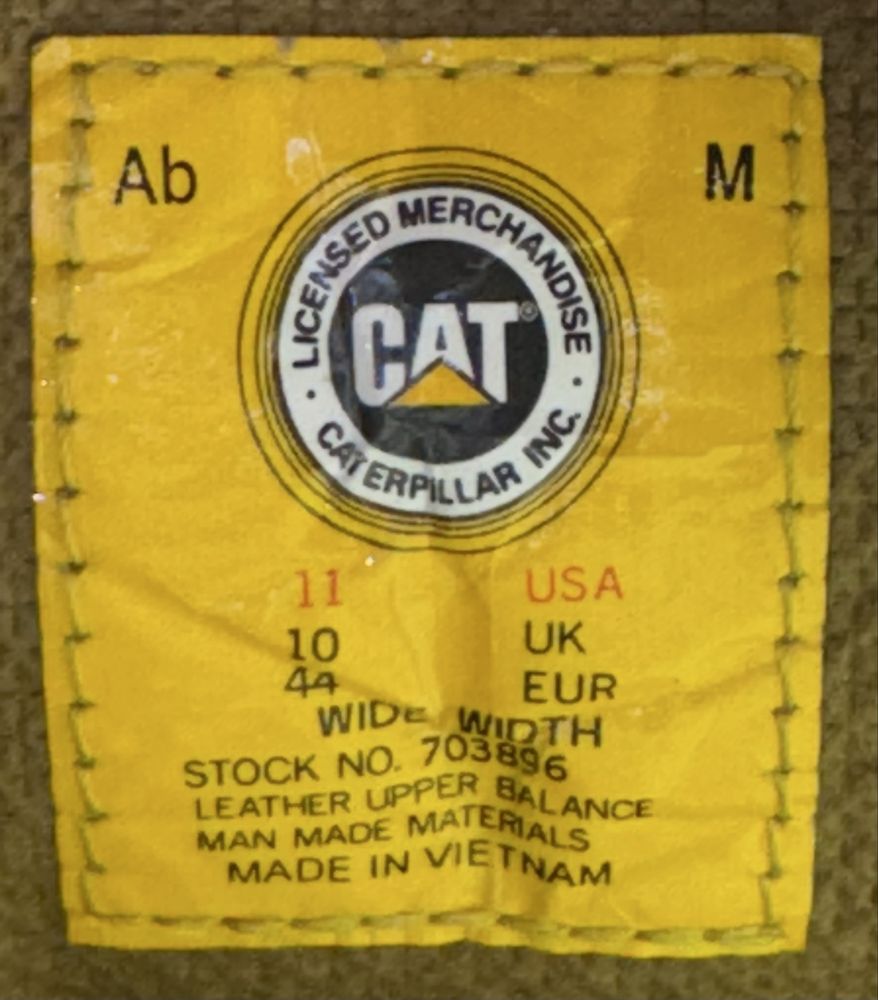 Ab M
LICENSED MERCHANDISE
CAT®
· CATERPILLAR INC. ·
11 USA
10 UK
44 EUR
WIDE WIDTH
STOCK NO. 703896
LEATHER UPPER BALANCE
MAN MADE MATERIALS
MADE IN VIETNAM